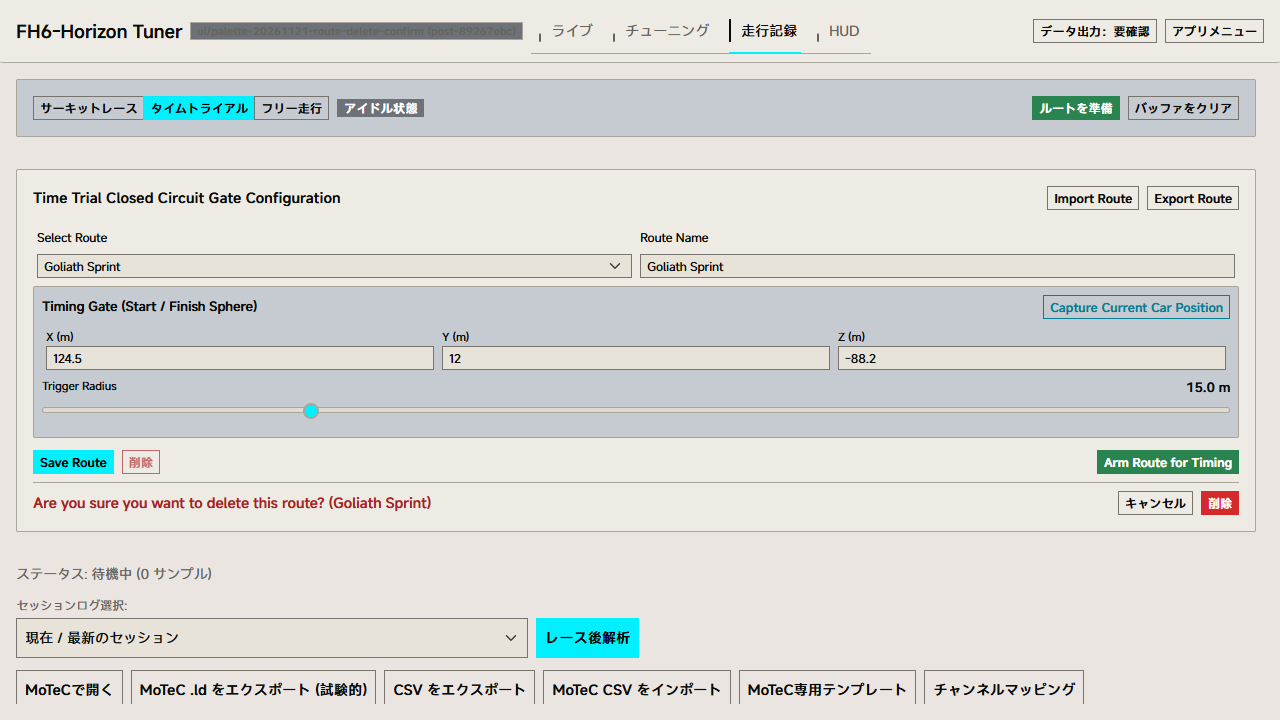 FH6-Horizon Tuner
ui/palette-20261121-route-delete-confirm (post-89267ebc)
ライブ
チューニング
走行記録
HUD
データ出力: 要確認
アプリメニュー
サーキットレース
タイムトライアル
フリー走行
アイドル状態
ルートを準備
バッファをクリア
Time Trial Closed Circuit Gate Configuration
Import Route
Export Route
Select Route
Route Name
Goliath Sprint
Goliath Sprint
Timing Gate (Start / Finish Sphere)
Capture Current Car Position
X (m)
Y (m)
Z (m)
124.5
12
-88.2
Trigger Radius
15.0 m
Save Route
削除
Arm Route for Timing
Are you sure you want to delete this route? (Goliath Sprint)
キャンセル
削除
ステータス: 待機中 (0 サンプル)
セッションログ選択:
現在 / 最新のセッション
レース後解析
MoTeCで開く
MoTeC .ld をエクスポート (試験的)
CSV をエクスポート
MoTeC CSV をインポート
MoTeC専用テンプレート
チャンネルマッピング